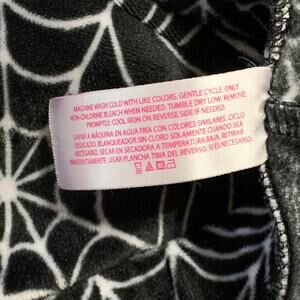 MACHINE WASH COLD WITH LIKE COLORS, GENTLE CYCLE. ONLY
NON-CHLORINE BLEACH WHEN NEEDED. TUMBLE DRY LOW. REMOVE
PROMPTLY. COOL IRON ON REVERSE SIDE IF NEEDED.
LAVAR A MÁQUINA EN AGUA FRÍA CON COLORES SIMILARES. CICLO
DELICADO. BLANQUEADOR SIN CLORO SOLAMENTE CUANDO SEA
NECESARIO. SECAR EN SECADORA A TEMPERATURA BAJA. RETIRAR
INMEDIATAMENTE. USAR PLANCHA TIBIA DEL REVERSO, SI ES NECESARIO.